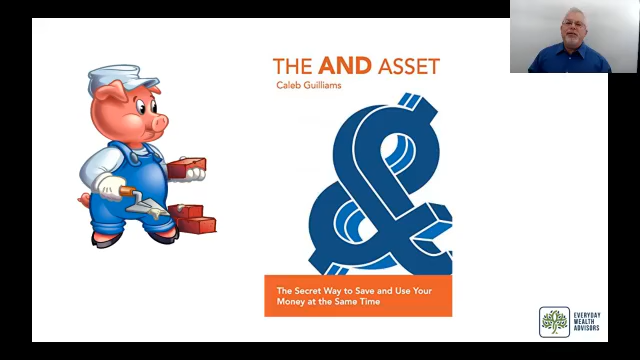 THE AND ASSET
Caleb Guilliams
&
The Secret Way to Save and Use Your
Money at the Same Time
EVERYDAY
WEALTH
ADVISORS